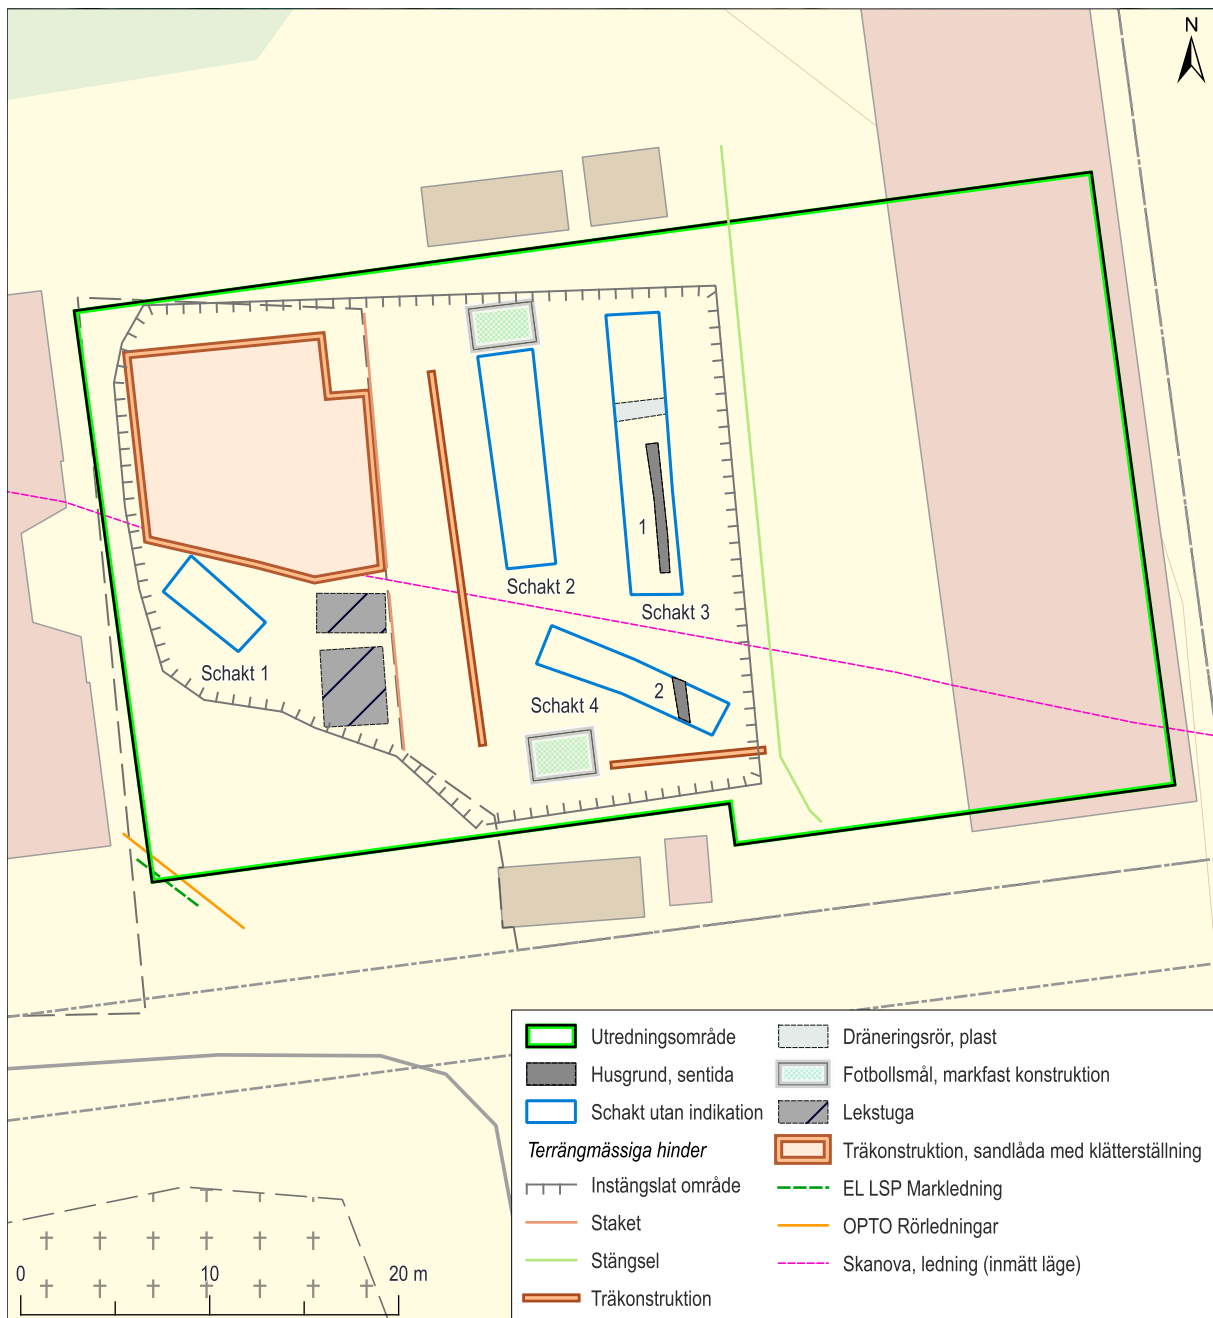 N
1
Schakt 2
Schakt 3
Schakt 1
2
Schakt 4
Utredningsområde
Husgrund, sentida
Schakt utan indikation
Terrängmässiga hinder
Instängslat område
Staket
Stängsel
Träkonstruktion
Dräneringsrör, plast
Fotbollsmål, markfast konstruktion
Lekstuga
Träkonstruktion, sandlåda med klätterställning
EL LSP Markledning
OPTO Rörledningar
Skanova, ledning (inmätt läge)
0 10 20 m